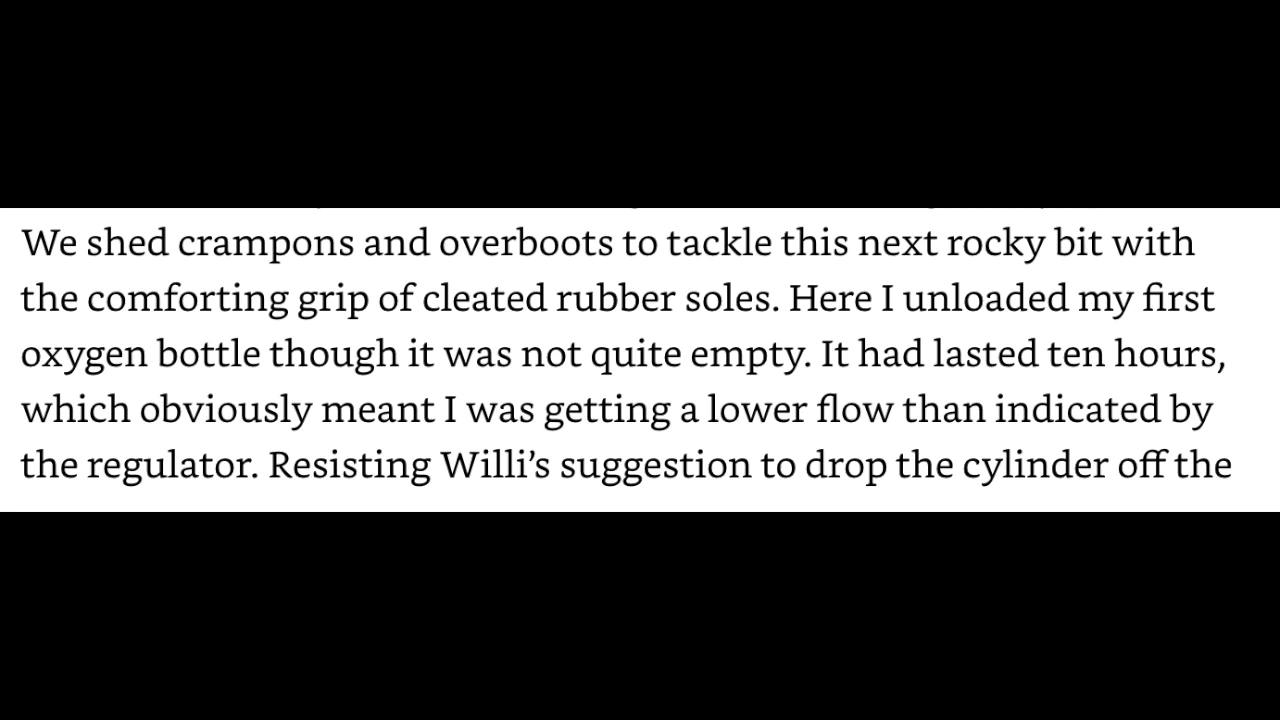 We shed crampons and overboots to tackle this next rocky bit with
the comforting grip of cleated rubber soles. Here I unloaded my first
oxygen bottle though it was not quite empty. It had lasted ten hours,
which obviously meant I was getting a lower flow than indicated by
the regulator. Resisting Willi’s suggestion to drop the cylinder off the